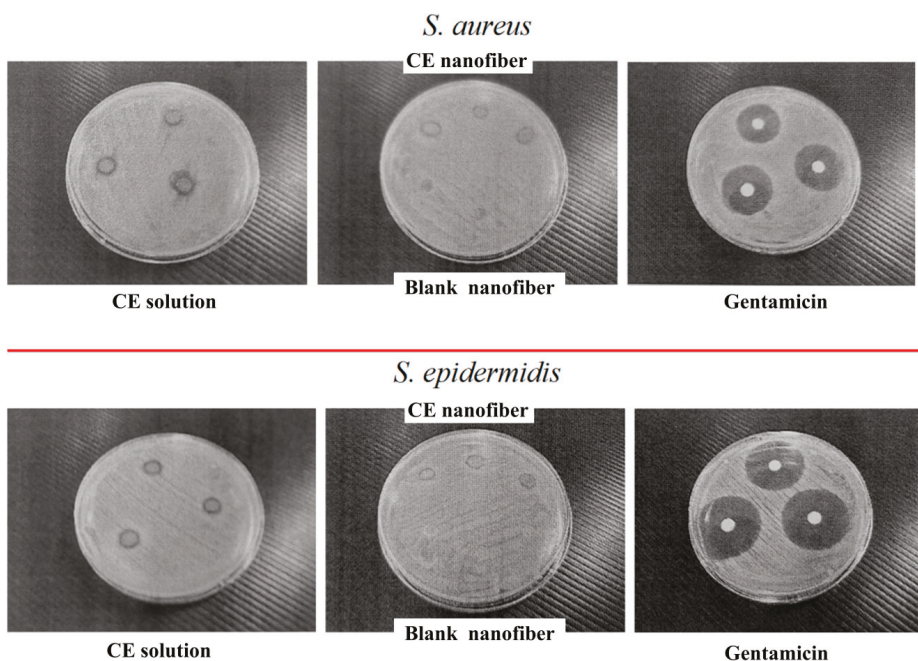 S. aureus
CE nanofiber
CE solution
Blank nanofiber
Gentamicin
S. epidermidis
CE nanofiber
CE solution
Blank nanofiber
Gentamicin